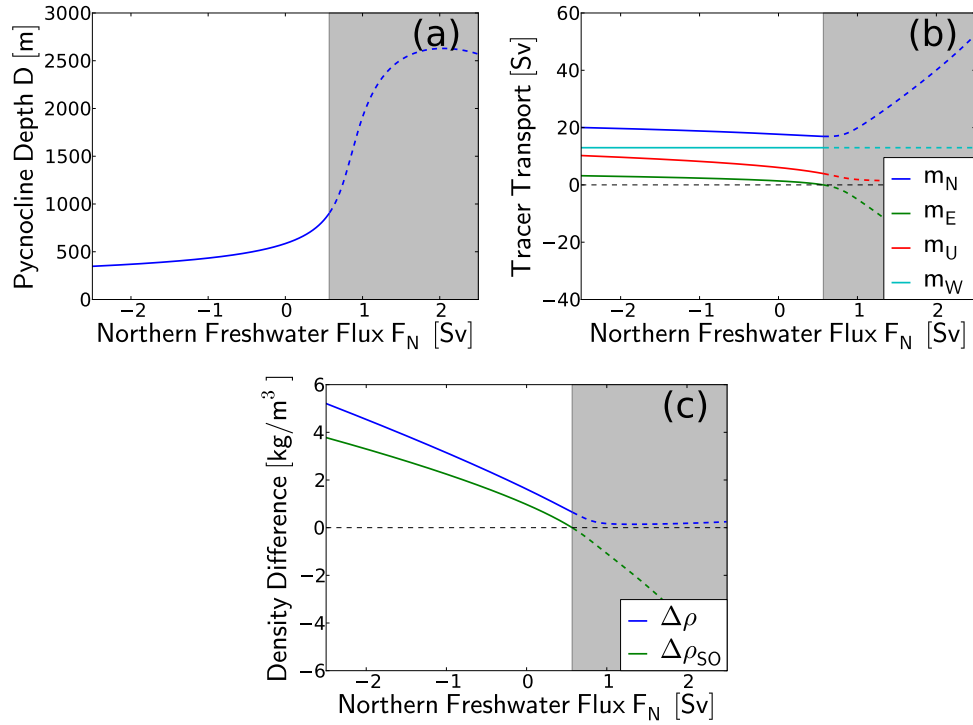 (a)
Pycnocline Depth D [m]
3000
2500
2000
1500
1000
500
0
−2 −1 0 1 2
Northern Freshwater Flux F_N [Sv]
(b)
Tracer Transport [Sv]
60
40
20
0
−20
−40
m_N
m_E
m_U
m_W
−2 −1 0 1 2
Northern Freshwater Flux F_N [Sv]
(c)
Density Difference [kg/m³]
6
4
2
0
−2
−4
−6
Δρ
Δρ_SO
−2 −1 0 1 2
Northern Freshwater Flux F_N [Sv]